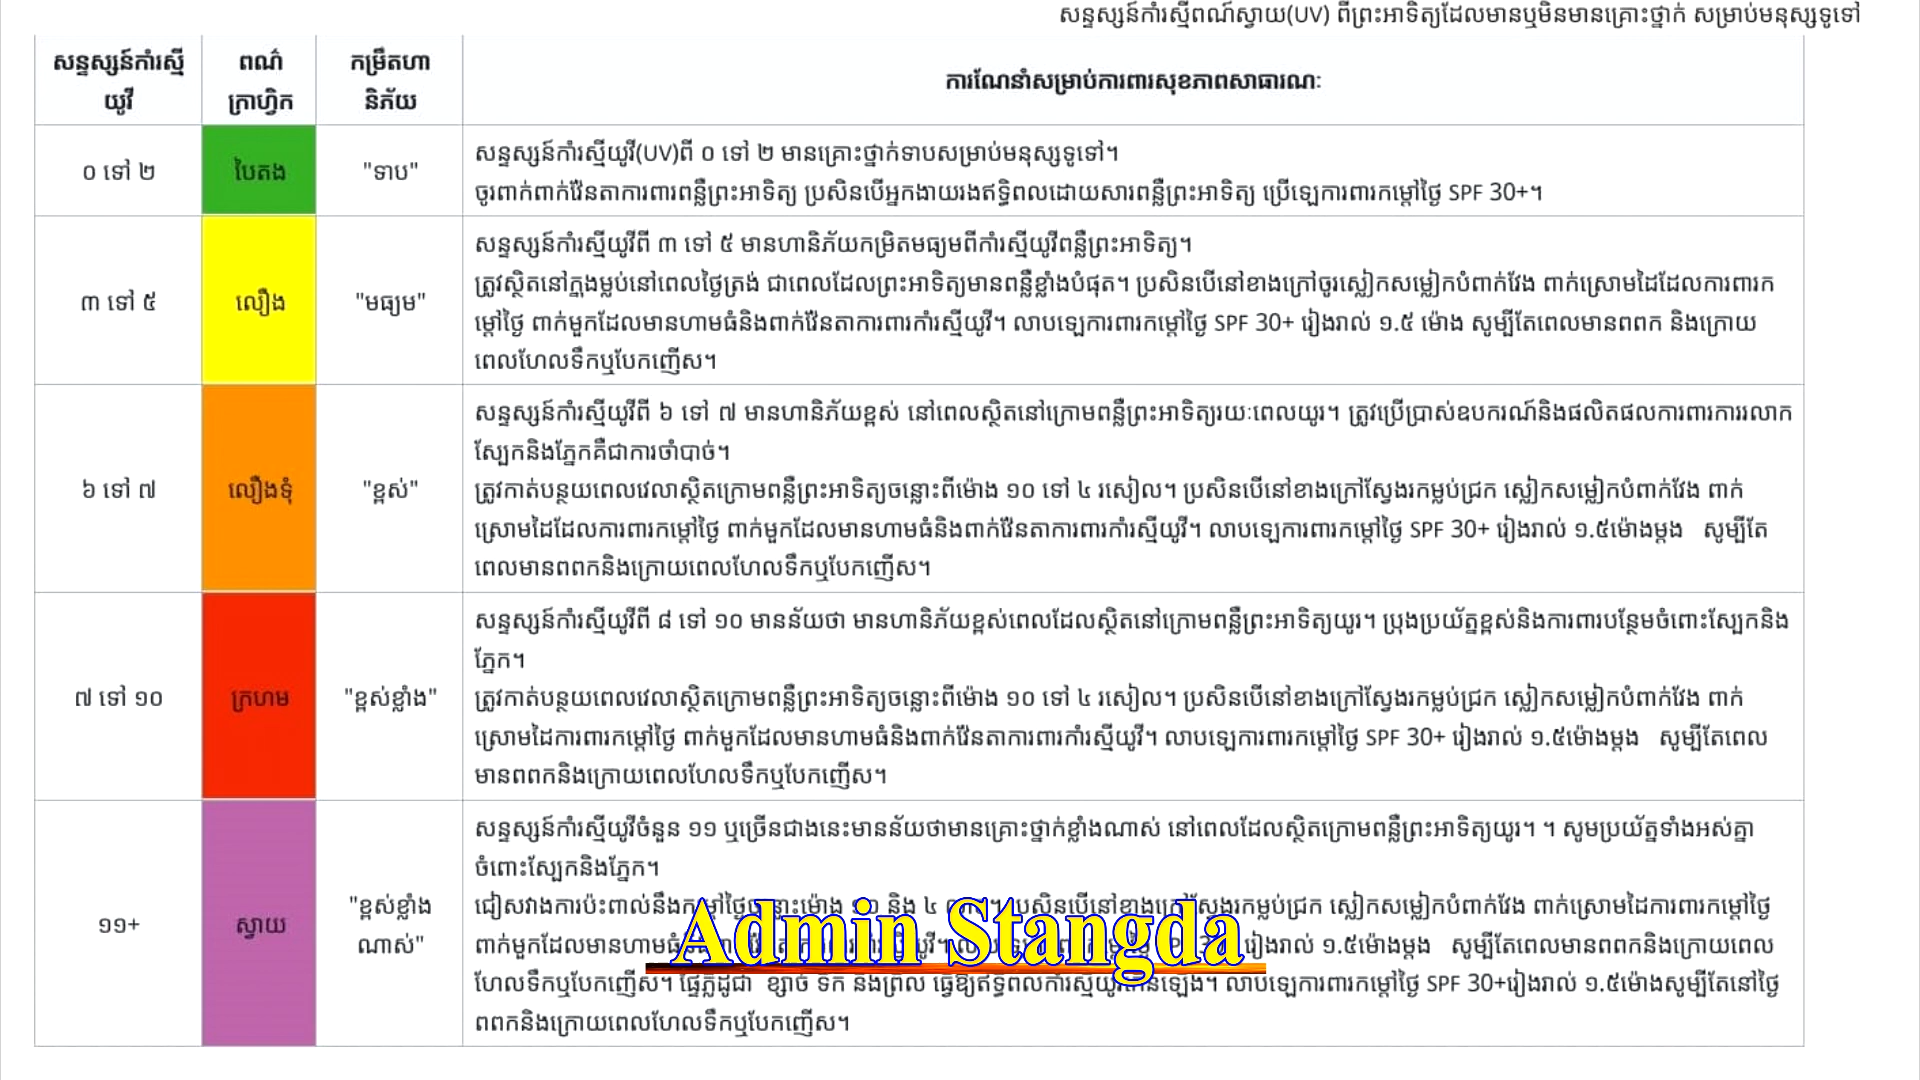 សន្ទស្សន៍កាំរស្មីពណ៍ស្វាយ(UV) ពីព្រះអាទិត្យដែលមានឬមិនមានគ្រោះថ្នាក់ សម្រាប់មនុស្សទូទៅ
សន្ទស្សន៍កាំរស្មី
យូវី
ពណ៌
ក្រាហ្វិក
កម្រឹតហា
និភ័យ
ការណែនាំសម្រាប់ការពារសុខភាពសាធារណៈ
០ ទៅ ២
បៃតង
"ទាប"
សន្ទស្សន៍កាំរស្មីយូវី(UV)ពី ០ ទៅ ២ មានគ្រោះថ្នាក់ទាបសម្រាប់មនុស្សទូទៅ។
ចូរពាក់ពាក់វ៉ែនតាការពារពន្លឺព្រះអាទិត្យ ប្រសិនបើអ្នកងាយរងឥទ្ធិពលដោយសារពន្លឺព្រះអាទិត្យ ប្រើឡេការពារកម្តៅថ្ងៃ SPF 30+។
៣ ទៅ ៥
លឿង
"មធ្យម"
សន្ទស្សន៍កាំរស្មីយូវីពី ៣ ទៅ ៥ មានហានិភ័យកម្រិតមធ្យមពីកាំរស្មីយូវីពន្លឺព្រះអាទិត្យ។
ត្រូវស្ថិតនៅក្នុងម្លប់នៅពេលថ្ងៃត្រង់ ជាពេលដែលព្រះអាទិត្យមានពន្លឺខ្លាំងបំផុត។ ប្រសិនបើនៅខាងក្រៅចូរស្លៀកសម្លៀកបំពាក់វែង ពាក់ស្រោមដៃដែលការពារក
ម្តៅថ្ងៃ ពាក់មួកដែលមានហាមធំនិងពាក់វ៉ែនតាការពារកាំរស្មីយូវី។ លាបឡេការពារកម្តៅថ្ងៃ SPF 30+ រៀងរាល់ ១.៥ ម៉ោង សូម្បីតែពេលមានពពក និងក្រោយ
ពេលហែលទឹកឬបែកញើស។
៦ ទៅ ៧
លឿងទុំ
"ខ្ពស់"
សន្ទស្សន៍កាំរស្មីយូវីពី ៦ ទៅ ៧ មានហានិភ័យខ្ពស់ នៅពេលស្ថិតនៅក្រោមពន្លឺព្រះអាទិត្យរយៈពេលយូរ។ ត្រូវប្រើប្រាស់ឧបករណ៍និងផលិតផលការពារការរលាក
ស្បែកនិងភ្នែកគឺជាការចាំបាច់។
ត្រូវកាត់បន្ថយពេលវេលាស្ថិតក្រោមពន្លឺព្រះអាទិត្យចន្លោះពីម៉ោង ១០ ទៅ ៤ រសៀល។ ប្រសិនបើនៅខាងក្រៅស្វែងរកម្លប់ជ្រក ស្លៀកសម្លៀកបំពាក់វែង ពាក់
ស្រោមដៃដែលការពារកម្តៅថ្ងៃ ពាក់មួកដែលមានហាមធំនិងពាក់វ៉ែនតាការពារកាំរស្មីយូវី។ លាបឡេការពារកម្តៅថ្ងៃ SPF 30+ រៀងរាល់ ១.៥ម៉ោងម្តង សូម្បីតែ
ពេលមានពពកនិងក្រោយពេលហែលទឹកឬបែកញើស។
៧ ទៅ ១០
ក្រហម
"ខ្ពស់ខ្លាំង"
សន្ទស្សន៍កាំរស្មីយូវីពី ៨ ទៅ ១០ មានន័យថា មានហានិភ័យខ្ពស់ពេលដែលស្ថិតនៅក្រោមពន្លឺព្រះអាទិត្យយូរ។ ប្រុងប្រយ័ត្នខ្ពស់និងការពារបន្ថែមចំពោះស្បែកនិង
ភ្នែក។
ត្រូវកាត់បន្ថយពេលវេលាស្ថិតក្រោមពន្លឺព្រះអាទិត្យចន្លោះពីម៉ោង ១០ ទៅ ៤ រសៀល។ ប្រសិនបើនៅខាងក្រៅស្វែងរកម្លប់ជ្រក ស្លៀកសម្លៀកបំពាក់វែង ពាក់
ស្រោមដៃការពារកម្តៅថ្ងៃ ពាក់មួកដែលមានហាមធំនិងពាក់វ៉ែនតាការពារកាំរស្មីយូវី។ លាបឡេការពារកម្តៅថ្ងៃ SPF 30+ រៀងរាល់ ១.៥ម៉ោងម្តង សូម្បីតែពេល
មានពពកនិងក្រោយពេលហែលទឹកឬបែកញើស។
១១+
ស្វាយ
"ខ្ពស់ខ្លាំង
ណាស់"
សន្ទស្សន៍កាំរស្មីយូវីចំនួន ១១ ឬច្រើនជាងនេះមានន័យថាមានគ្រោះថ្នាក់ខ្លាំងណាស់ នៅពេលដែលស្ថិតក្រោមពន្លឺព្រះអាទិត្យយូរ។ ។ សូមប្រយ័ត្នទាំងអស់គ្នា
ចំពោះស្បែកនិងភ្នែក។
ជៀសវាងការប៉ះពាល់នឹង និង ៤ ស្វែងរកម្លប់ជ្រក ស្លៀកសម្លៀកបំពាក់វែង ពាក់ស្រោមដៃការពារកម្តៅថ្ងៃ
ពាក់មួកដែលមានហាមធំ រៀងរាល់ ១.៥ម៉ោងម្តង សូម្បីតែពេលមានពពកនិងក្រោយពេល
Admin Stangda
ហែលទឹកឬបែកញើស។ ផ្ទៃភ្លឺដូជា ខ្សាច់ ទឹក និងព្រិល ធ្វើឱ្យឥទ្ធិពលកាំរស្មីយូវីកើនឡើង។ លាបឡេការពារកម្តៅថ្ងៃ SPF 30+រៀងរាល់ ១.៥ម៉ោងសូម្បីតែនៅថ្ងៃ
ពពកនិងក្រោយពេលហែលទឹកឬបែកញើស។